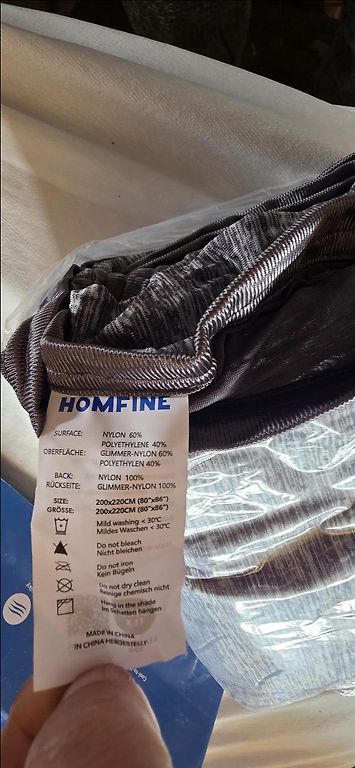 HOMFINE
SURFACE: NYLON 60%
POLYETHYLENE 40%
OBERFLÄCHE: GLIMMER-NYLON 60%
POLYETHYLEN 40%
BACK: NYLON 100%
RÜCKSEITE: GLIMMER-NYLON 100%
SIZE: 200x220CM (80"x86")
GRÖSSE: 200x220CM (80"x86")
Mild washing < 30°C
Mildes Waschen < 30°C
Do not bleach
Nicht bleichen
Do not iron
Kein Bügeln
Do not dry clean
Reinige chemisch nicht
Hang in the shade
Im Schatten hängen
MADE IN CHINA
IN CHINA HERGESTELLT